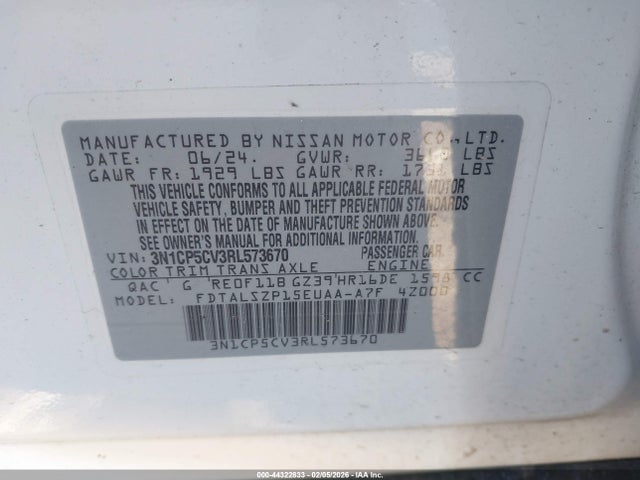 MANUFACTURED BY NISSAN MOTOR CO., LTD.
DATE: 06/24. GVWR: LBS
GAWR FR: 1929 LBS GAWR RR: LBS
THIS VEHICLE CONFORMS TO ALL APPLICABLE FEDERAL MOTOR
VEHICLE SAFETY, BUMPER AND THEFT PREVENTION STANDARDS
IN EFFECT ON THE DATE OF MANUFACTURE SHOWN ABOVE.
SEE OWNER'S MANUAL FOR ADDITIONAL INFORMATION.
VIN: 3N1CP5CV3RL573670 PASSENGER CAR
COLOR TRIM TRANS AXLE ENGINE
QAC G RE0F11B GZ39 HR16DE 1598 CC
MODEL: FDTALSZP15EUAA-A7F 4Z000
3N1CP5CV3RL573670
000-44322833 - 02/05/2026 - IAA, Inc.